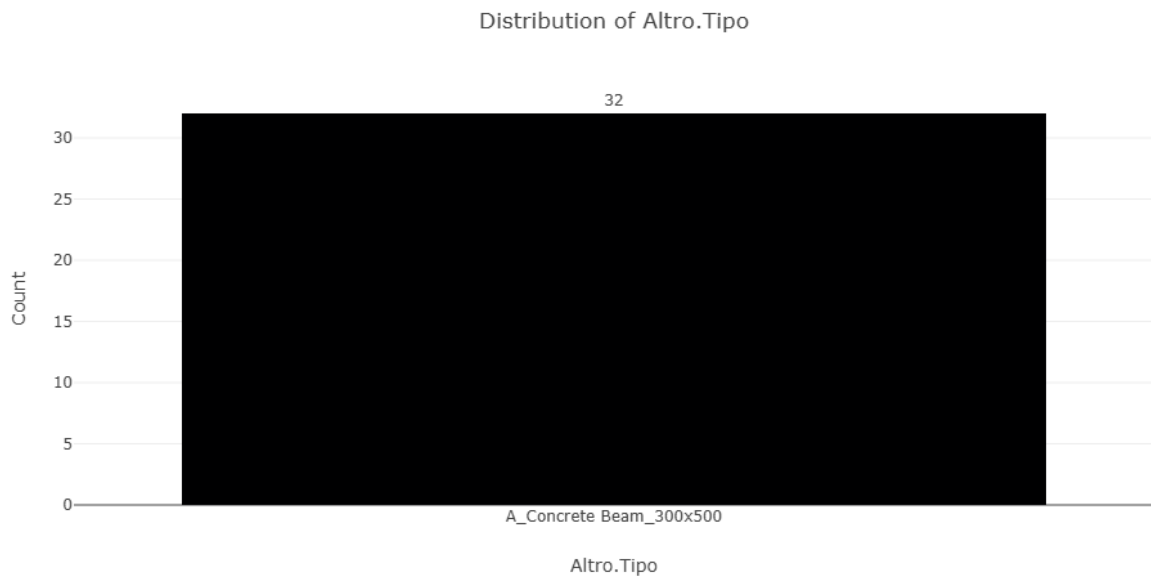 Distribution of Altro.Tipo
32
30
25
20
15
10
5
0
Count
A_Concrete Beam_300x500
Altro.Tipo